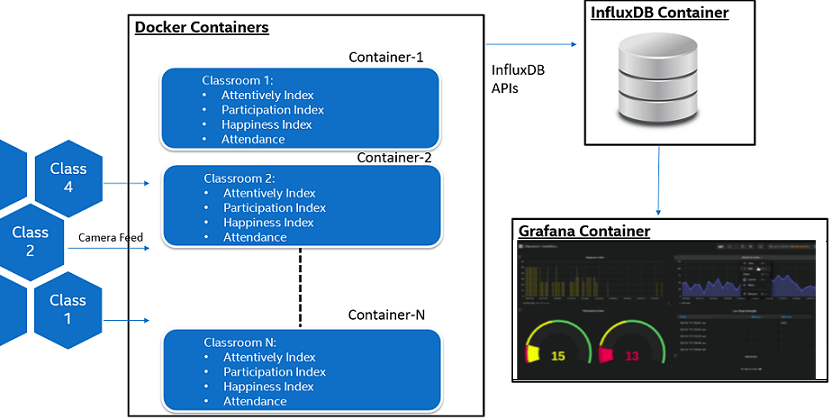 Docker Containers
Container-1
Classroom 1:
• Attentively Index
• Participation Index
• Happiness Index
• Attendance
Container-2
Classroom 2:
• Attentively Index
• Participation Index
• Happiness Index
• Attendance
Container-N
Classroom N:
• Attentively Index
• Participation Index
• Happiness Index
• Attendance
Class
4
Class
2
Class
1
Camera Feed
InfluxDB
APIs
InfluxDB Container
Grafana Container
15
13